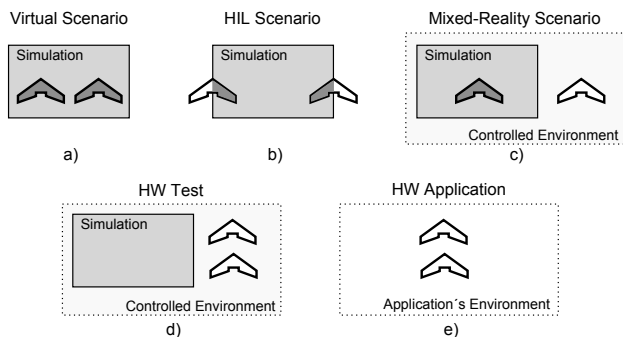 Virtual Scenario
HIL Scenario
Mixed-Reality Scenario
Simulation
Simulation
Simulation
Controlled Environment
a)
b)
c)
HW Test
HW Application
Simulation
Controlled Environment
Application´s Environment
d)
e)